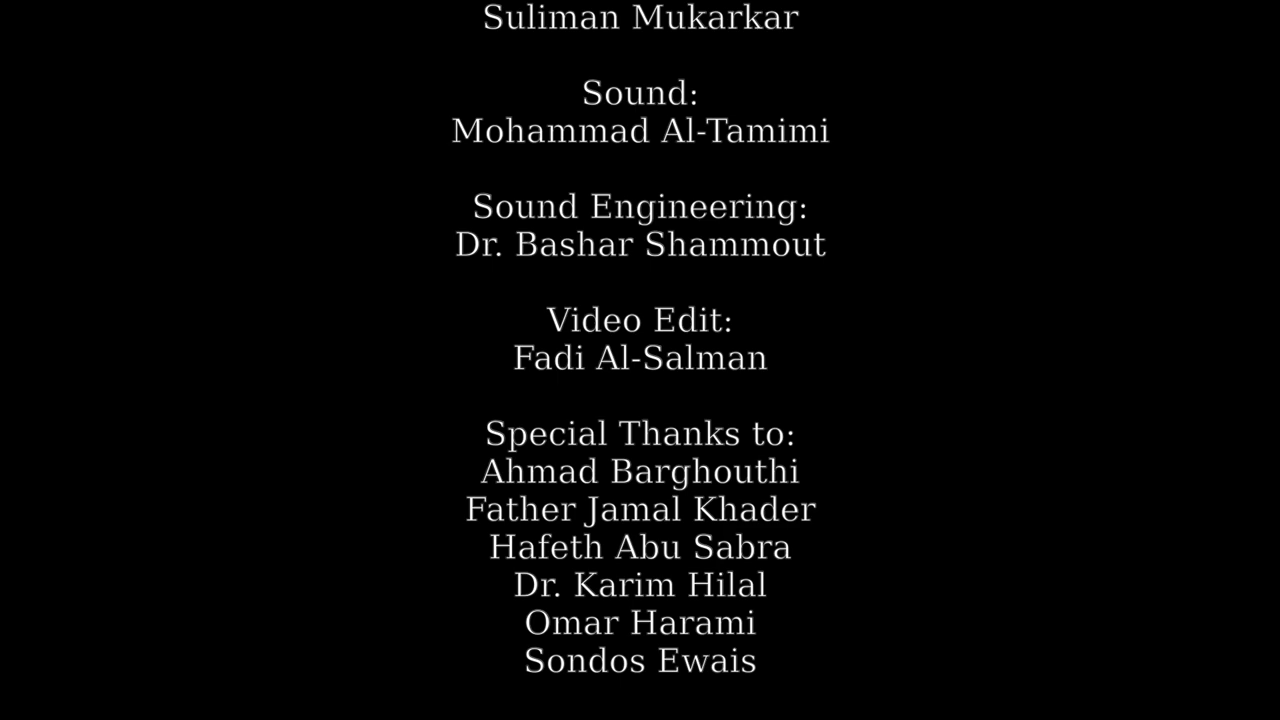 Suliman Mukarkar
Sound:
Mohammad Al-Tamimi
Sound Engineering:
Dr. Bashar Shammout
Video Edit:
Fadi Al-Salman
Special Thanks to:
Ahmad Barghouthi
Father Jamal Khader
Hafeth Abu Sabra
Dr. Karim Hilal
Omar Harami
Sondos Ewais